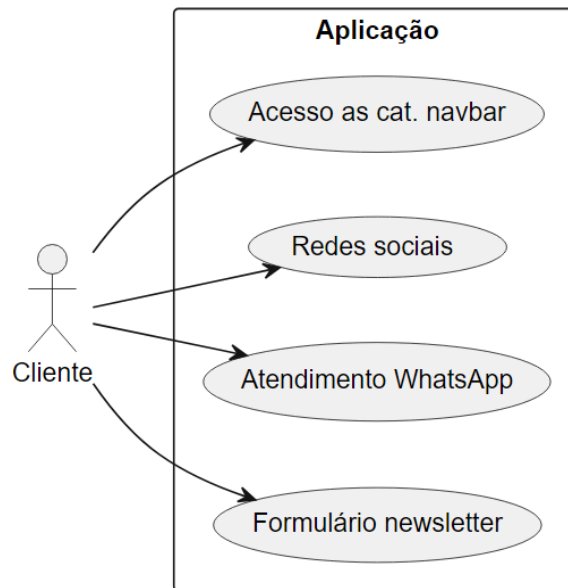 Aplicação
Acesso as cat. navbar
Redes sociais
Cliente
Atendimento WhatsApp
Formulário newsletter